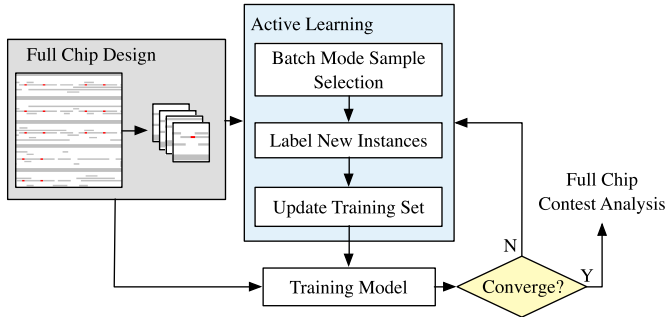 Full Chip Design
Active Learning
Batch Mode Sample
Selection
Label New Instances
Update Training Set
Training Model
Converge?
N
Y
Full Chip
Contest Analysis